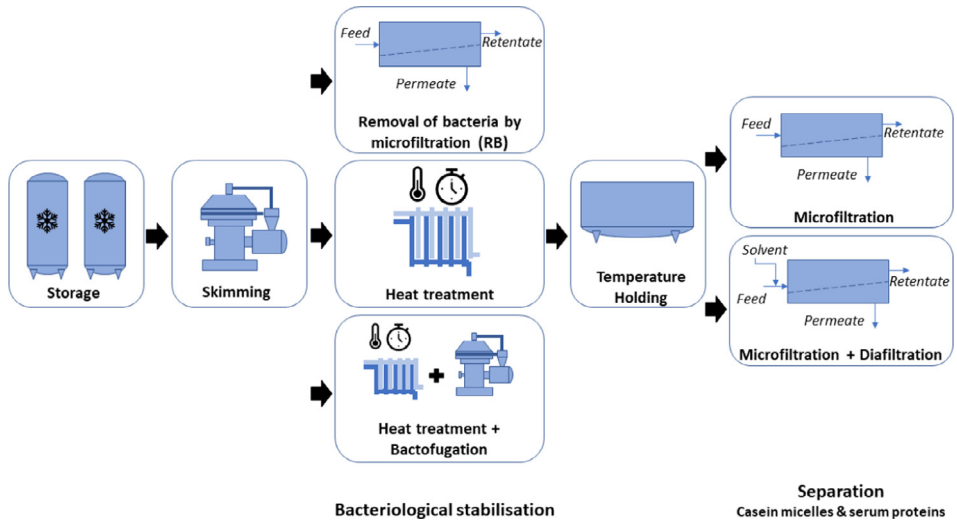 Feed
Retentate
Permeate
Removal of bacteria by
microfiltration (RB)
Storage
Skimming
Heat treatment
Heat treatment +
Bactofugation
Temperature
Holding
Feed
Retentate
Permeate
Microfiltration
Solvent
Feed
Retentate
Permeate
Microfiltration + Diafiltration
Bacteriological stabilisation
Separation
Casein micelles & serum proteins